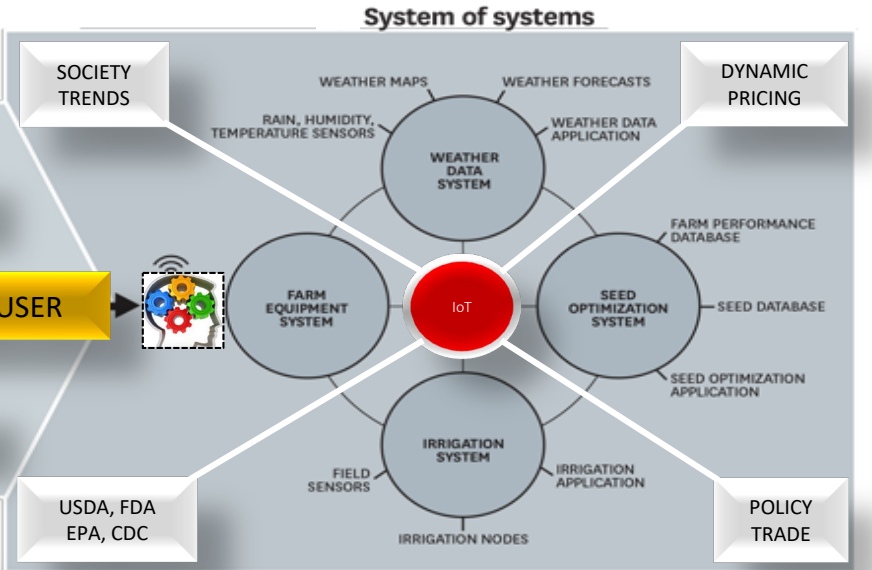 System of systems
SOCIETY
TRENDS
DYNAMIC
PRICING
WEATHER MAPS
WEATHER FORECASTS
RAIN, HUMIDITY,
TEMPERATURE SENSORS
WEATHER DATA
APPLICATION
WEATHER
DATA
SYSTEM
FARM PERFORMANCE
DATABASE
USER
FARM
EQUIPMENT
SYSTEM
IoT
SEED
OPTIMIZATION
SYSTEM
SEED DATABASE
SEED OPTIMIZATION
APPLICATION
IRRIGATION
SYSTEM
FIELD
SENSORS
IRRIGATION
APPLICATION
IRRIGATION NODES
USDA, FDA
EPA, CDC
POLICY
TRADE